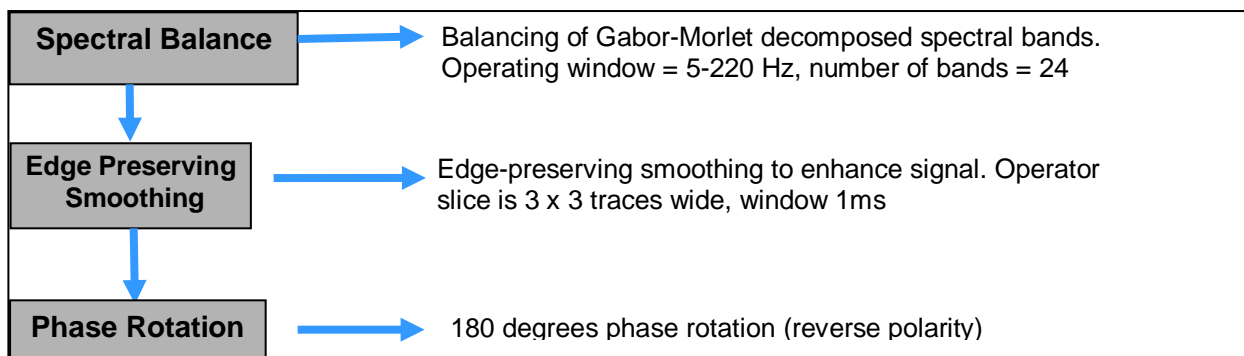 Spectral Balance
Balancing of Gabor-Morlet decomposed spectral bands.
Operating window = 5-220 Hz, number of bands = 24
Edge Preserving
Smoothing
Edge-preserving smoothing to enhance signal. Operator
slice is 3 x 3 traces wide, window 1ms
Phase Rotation
180 degrees phase rotation (reverse polarity)